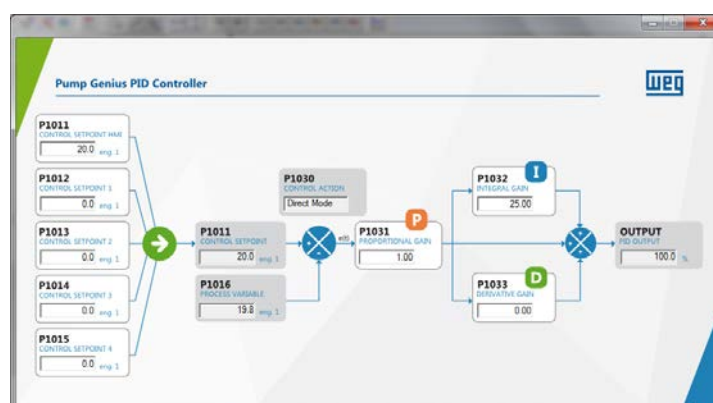 Pump Genius PID Controller
WEG
P1011
CONTROL SETPOINT HMI
20.0 eng. 1
P1012
CONTROL SETPOINT 1
0.0 eng. 1
P1013
CONTROL SETPOINT 2
0.0 eng. 1
P1014
CONTROL SETPOINT 3
0.0 eng. 1
P1015
CONTROL SETPOINT 4
0.0 eng. 1
P1011
CONTROL SETPOINT
20.0 eng. 1
P1016
PROCESS VARIABLE
19.8 eng. 1
P1030
CONTROL ACTION
Direct Mode
e(t)
P
P1031
PROPORTIONAL GAIN
1.00
I
P1032
INTEGRAL GAIN
25.00
D
P1033
DERIVATIVE GAIN
0.00
OUTPUT
PID OUTPUT
100.0 %